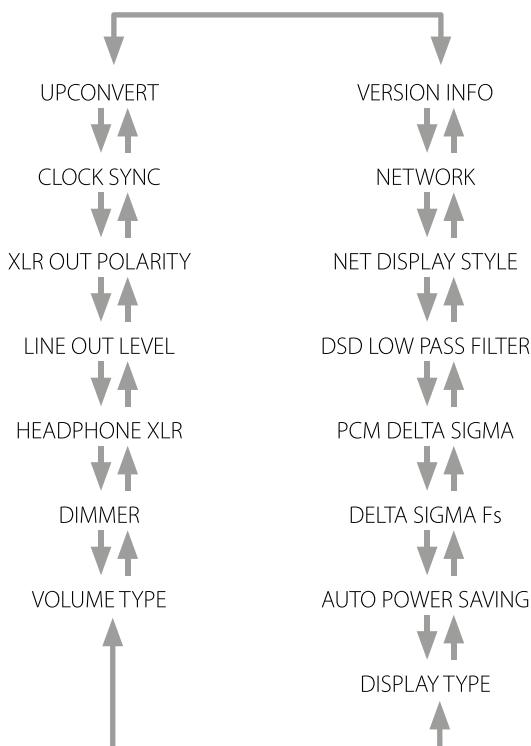 UPCONVERT
CLOCK SYNC
XLR OUT POLARITY
LINE OUT LEVEL
HEADPHONE XLR
DIMMER
VOLUME TYPE
VERSION INFO
NETWORK
NET DISPLAY STYLE
DSD LOW PASS FILTER
PCM DELTA SIGMA
DELTA SIGMA Fs
AUTO POWER SAVING
DISPLAY TYPE